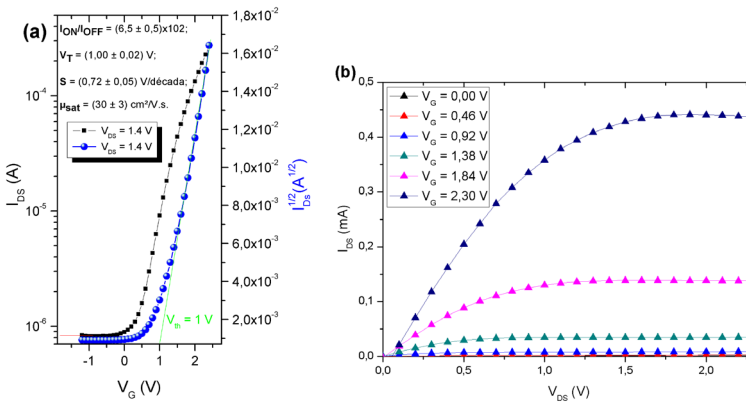 (a)
I_ON/I_OFF = (6,5 ± 0,5)x102;
V_T = (1,00 ± 0,02) V;
S = (0,72 ± 0,05) V/década;
μ_sat = (30 ± 3) cm²/V.s.
V_DS = 1.4 V
V_DS = 1.4 V
V_th = 1 V
10⁻⁴
10⁻⁵
10⁻⁶
I_DS (A)
-1 0 1 2
V_G (V)
1,8x10⁻²
1,6x10⁻²
1,4x10⁻²
1,2x10⁻²
1,0x10⁻²
8,0x10⁻³
6,0x10⁻³
4,0x10⁻³
2,0x10⁻³
I_Ds^1/2(A^1/2)
(b)
V_G = 0,00 V
V_G = 0,46 V
V_G = 0,92 V
V_G = 1,38 V
V_G = 1,84 V
V_G = 2,30 V
0,5
0,4
0,3
0,2
0,1
0,0
I_DS (mA)
0,0 0,5 1,0 1,5 2,0
V_DS (V)